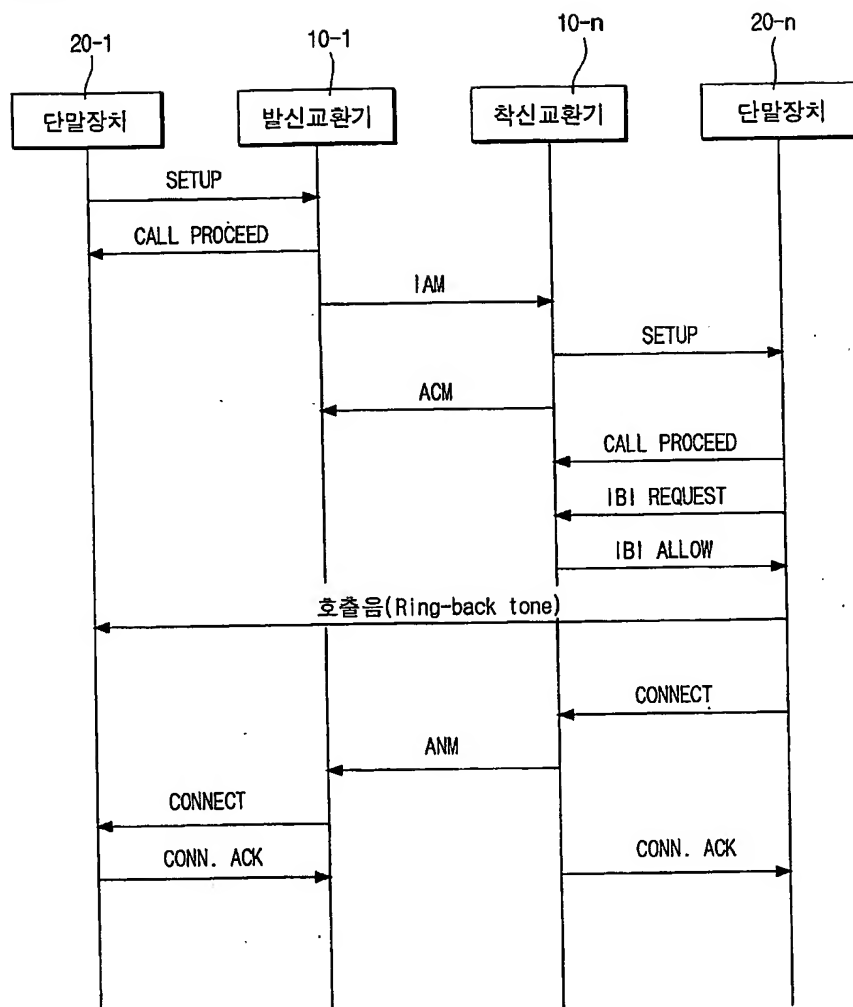 20-1
10-1
10-n
20-n
단말장치
발신교환기
착신교환기
단말장치
SETUP
CALL PROCEED
IAM
SETUP
ACM
CALL PROCEED
IBI REQUEST
IBI ALLOW
호출음(Ring-back tone)
CONNECT
ANM
CONNECT
CONN. ACK
CONN. ACK